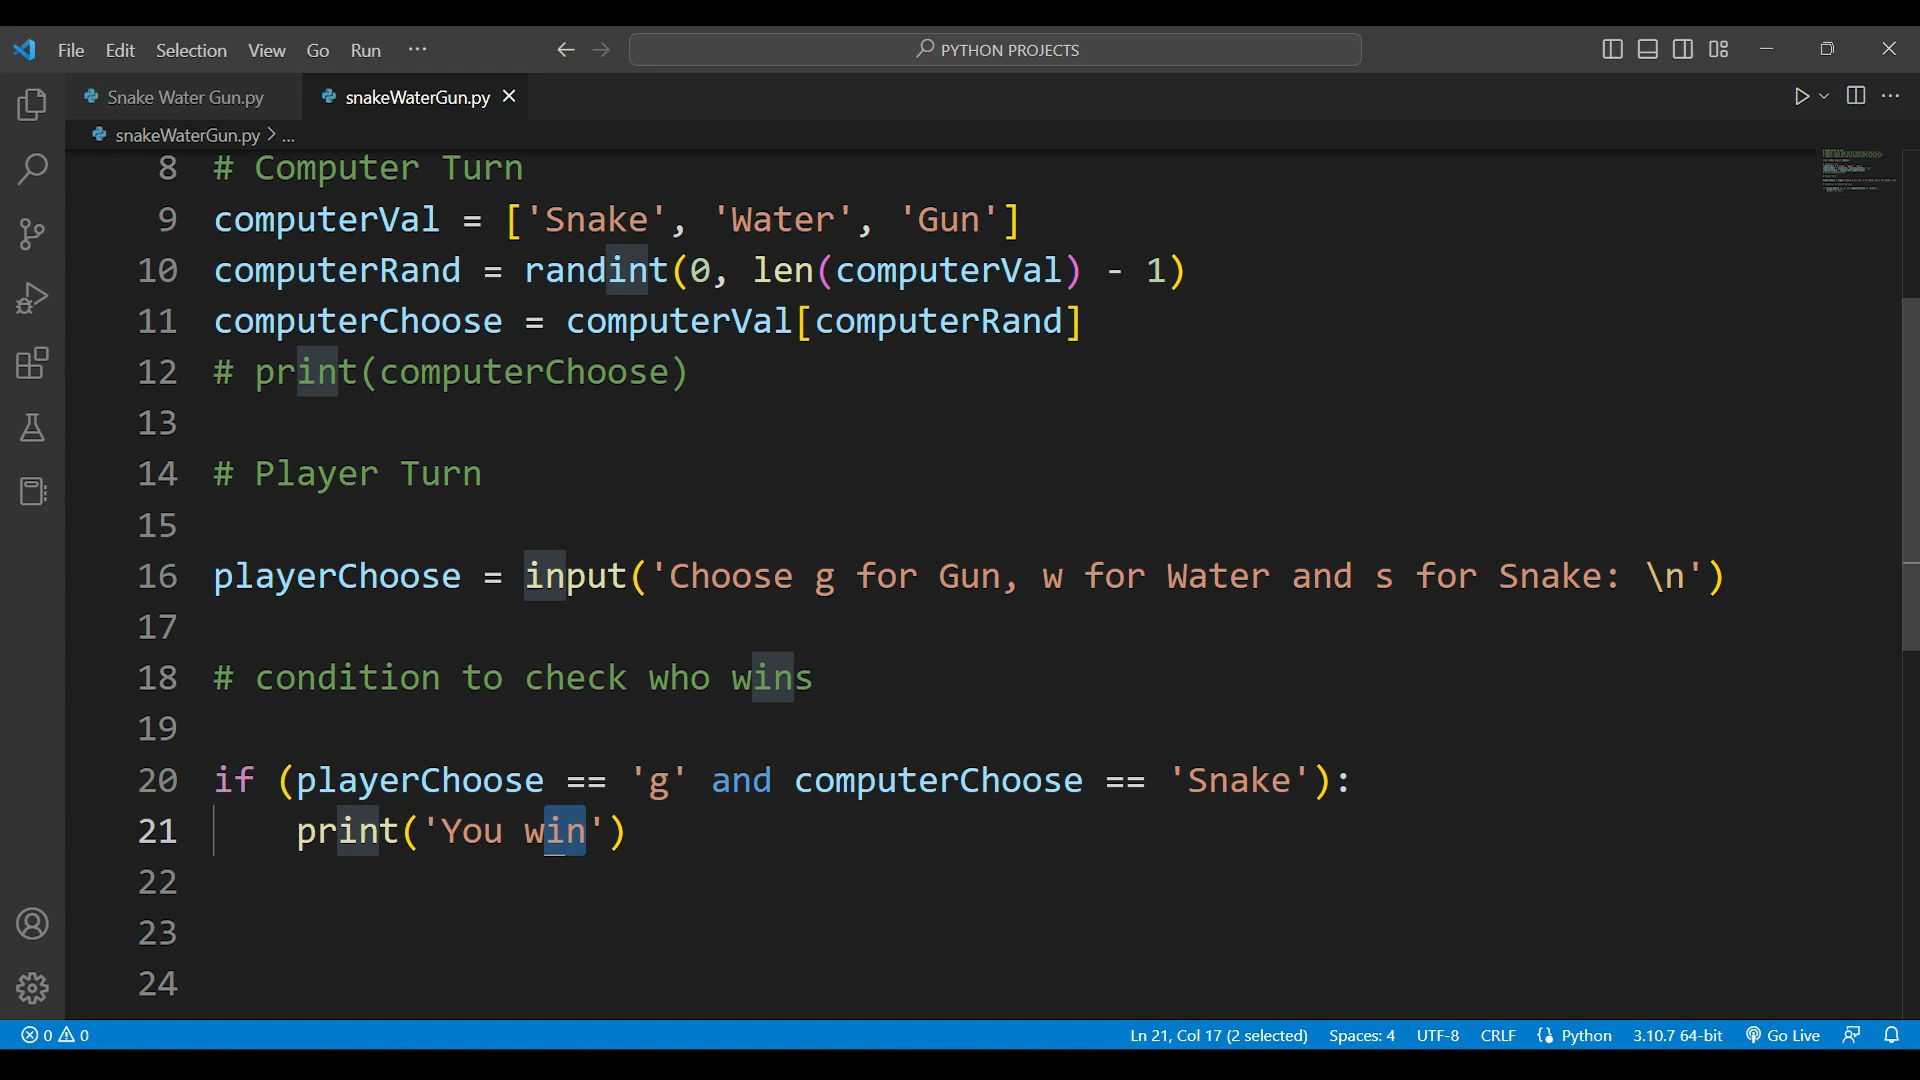 File Edit Selection View Go Run ··· ← → PYTHON PROJECTS
Snake Water Gun.py snakeWaterGun.py ×
snakeWaterGun.py > ...
8 # Computer Turn
9 computerVal = ['Snake', 'Water', 'Gun']
10 computerRand = randint(0, len(computerVal) - 1)
11 computerChoose = computerVal[computerRand]
12 # print(computerChoose)
13
14 # Player Turn
15
16 playerChoose = input('Choose g for Gun, w for Water and s for Snake: \n')
17
18 # condition to check who wins
19
20 if (playerChoose == 'g' and computerChoose == 'Snake'):
21 print('You win')
22
23
24
0 0 Ln 21, Col 17 (2 selected) Spaces: 4 UTF-8 CRLF Python 3.10.7 64-bit Go Live